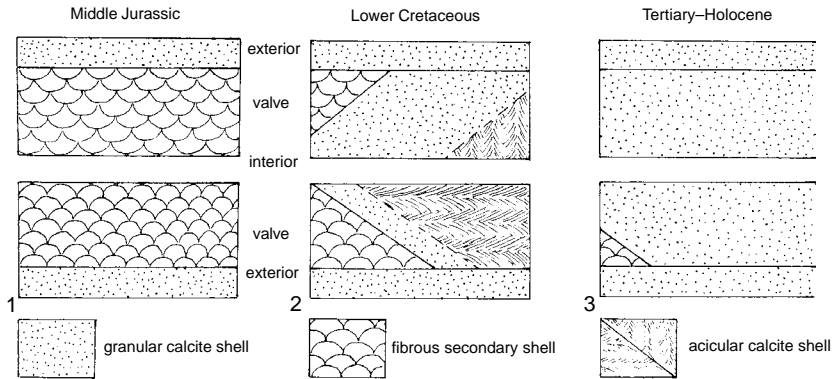 Middle Jurassic
Lower Cretaceous
Tertiary–Holocene
exterior
valve
interior
valve
exterior
1
2
3
granular calcite shell
fibrous secondary shell
acicular calcite shell